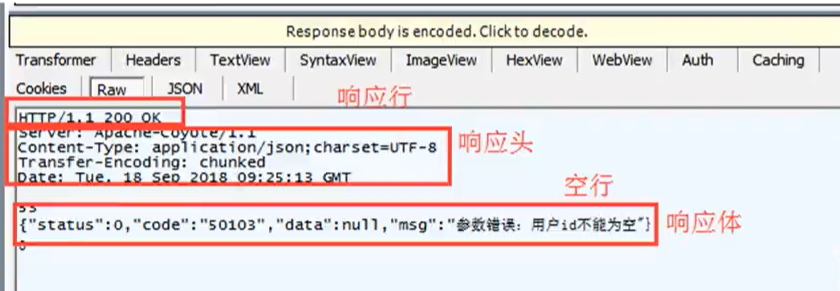 Response body is encoded. Click to decode.
Transformer Headers TextView SyntaxView ImageView HexView WebView Auth Caching
Cookies Raw JSON XML
响应行
HTTP/1.1 200 OK
Server: Apache-Coyote/1.1
响应头
Content-Type: application/json;charset=UTF-8
Transfer-Encoding: chunked
Date: Tue, 18 Sep 2018 09:25:13 GMT
空行
{"status":0,"code":"50103","data":null,"msg":"参数错误：用户id不能为空"}
响应体
0